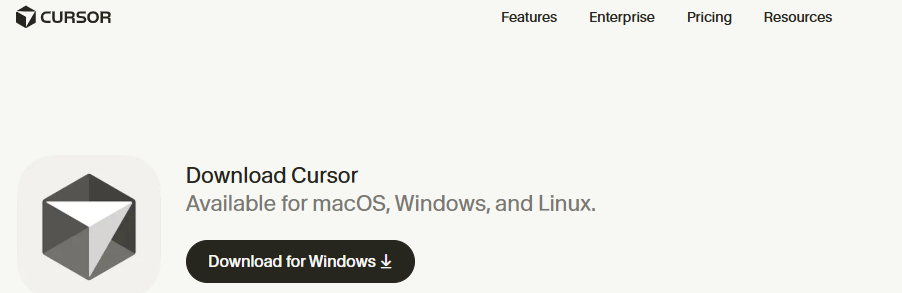 CURSOR
Features Enterprise Pricing Resources
Download Cursor
Available for macOS, Windows, and Linux.
Download for Windows